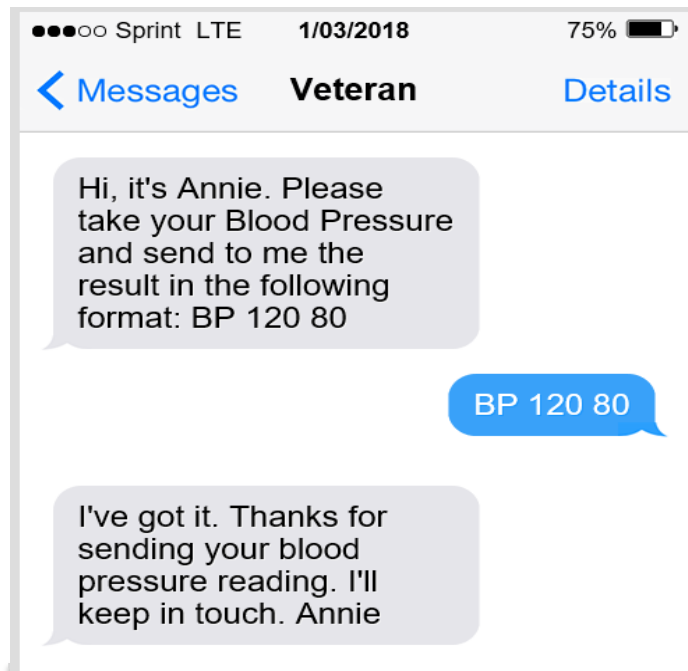 Sprint LTE 1/03/2018 75%
Messages Veteran Details
Hi, it's Annie. Please
take your Blood Pressure
and send to me the
result in the following
format: BP 120 80
BP 120 80
I've got it. Thanks for
sending your blood
pressure reading. I'll
keep in touch. Annie